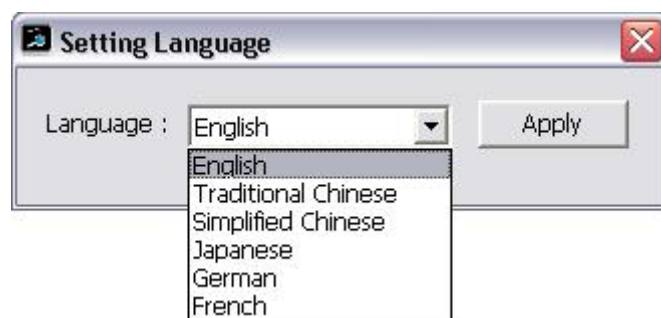 Setting Language
Language : English Apply
English
Traditional Chinese
Simplified Chinese
Japanese
German
French